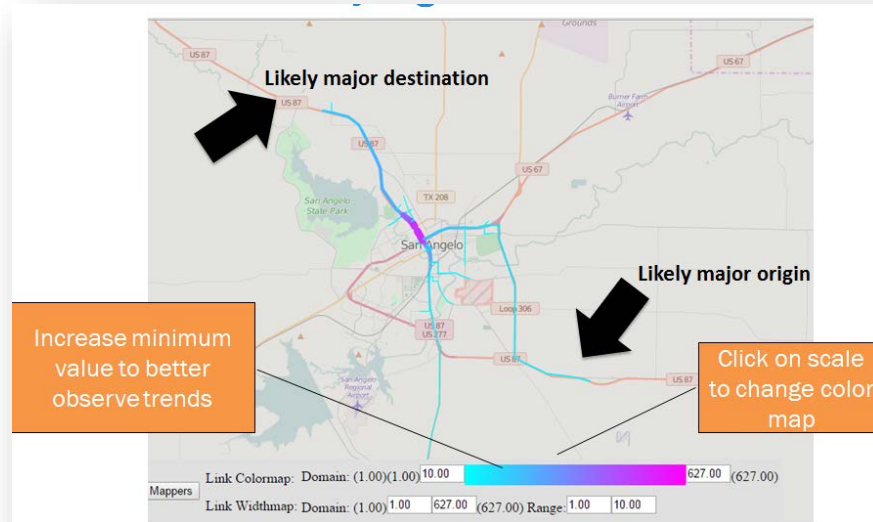 Grounds
US 87
US 67
Likely major destination
US 87
Burner Farm
Airport
US 87
US 67
San Angelo
State Park
TX 208
San Angelo
Likely major origin
Loop 306
Increase minimum
value to better
observe trends
US 87
US 277
US 87
US 87
Click on scale
to change color
map
San Angelo
Regional
Airport
Mappers
Link Colormap: Domain: (1.00)(1.00) 10.00 627.00 (627.00)
Link Widthmap: Domain: (1.00) 1.00 627.00 (627.00) Range: 1.00 10.00